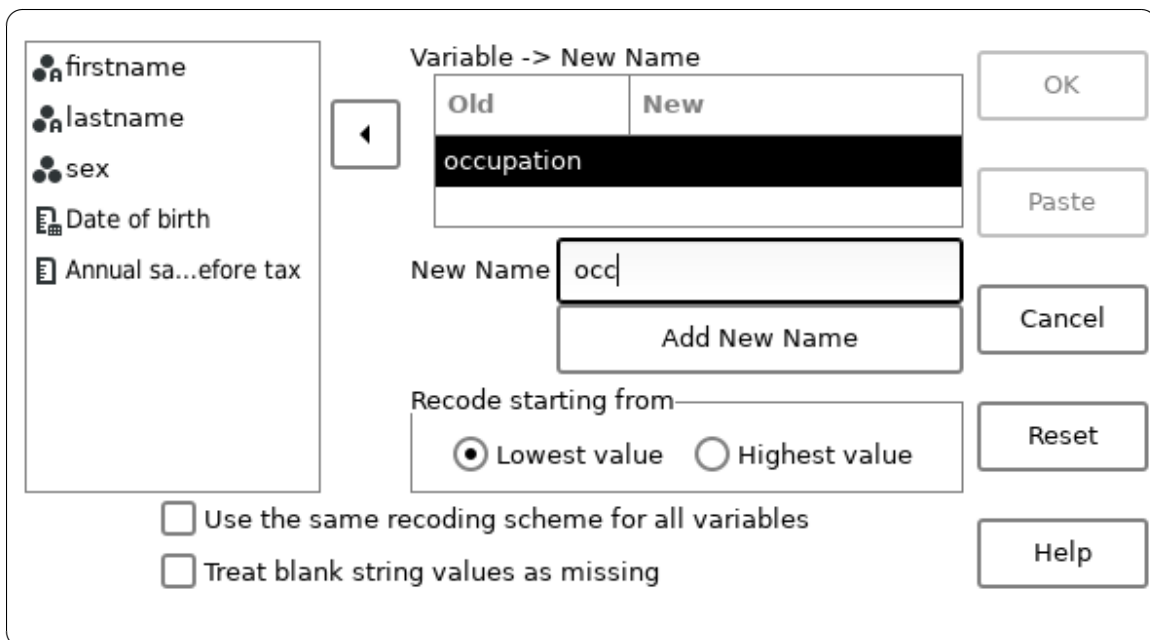 firstname
lastname
sex
Date of birth
Annual sa...efore tax
Variable -> New Name
Old New
occupation
New Name occ
Add New Name
Recode starting from
Lowest value Highest value
Use the same recoding scheme for all variables
Treat blank string values as missing
OK
Paste
Cancel
Reset
Help